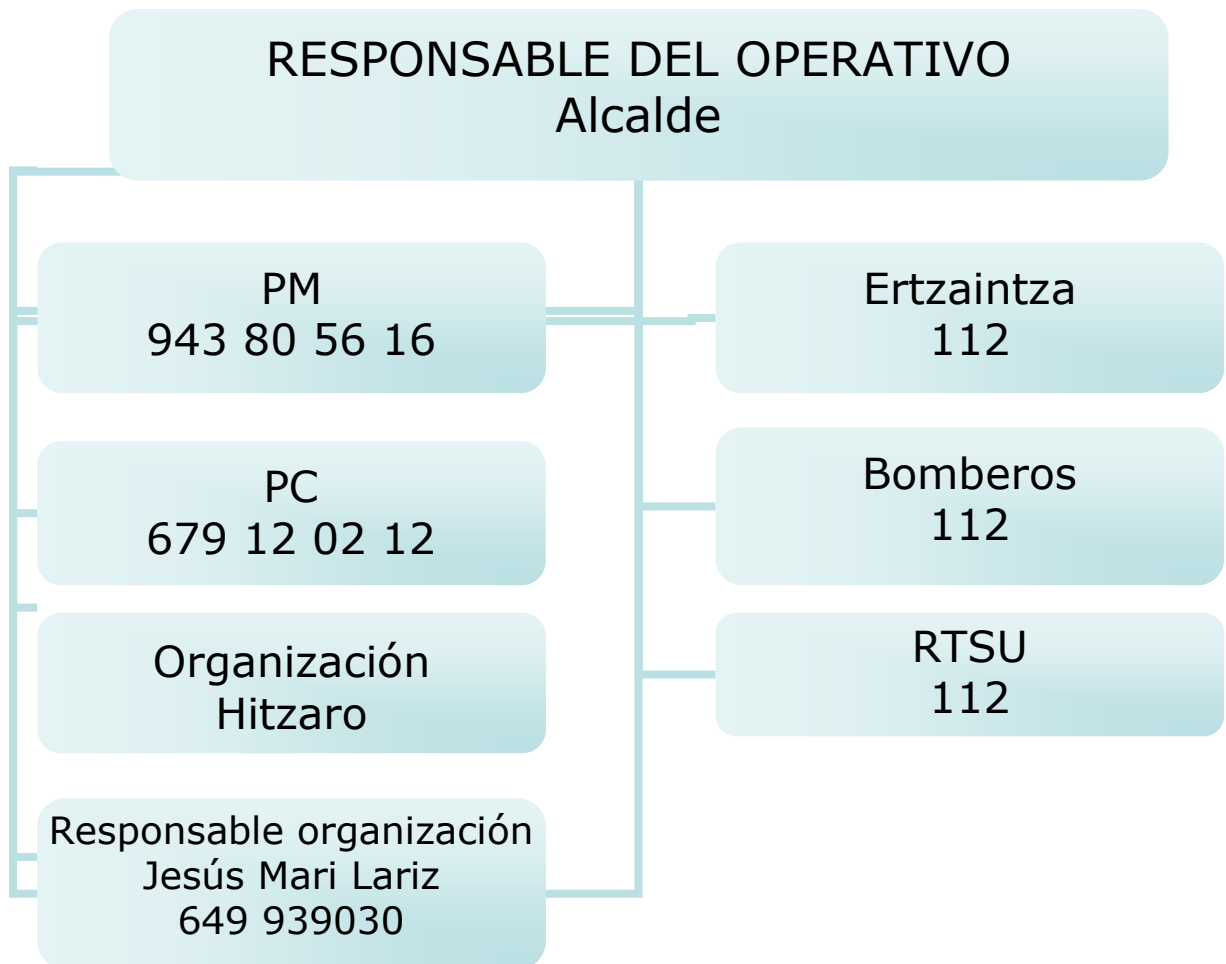 RESPONSABLE DEL OPERATIVO
Alcalde
PM
943 80 56 16
Ertzaintza
112
PC
679 12 02 12
Bomberos
112
Organización
Hitzaro
RTSU
112
Responsable organización
Jesús Mari Lariz
649 939030